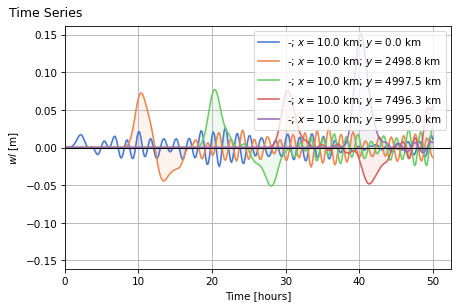 Time Series
0.15
0.10
0.05
0.00
−0.05
−0.10
−0.15
wl [m]
-; x = 10.0 km; y = 0.0 km
-; x = 10.0 km; y = 2498.8 km
-; x = 10.0 km; y = 4997.5 km
-; x = 10.0 km; y = 7496.3 km
-; x = 10.0 km; y = 9995.0 km
0 10 20 30 40 50
Time [hours]